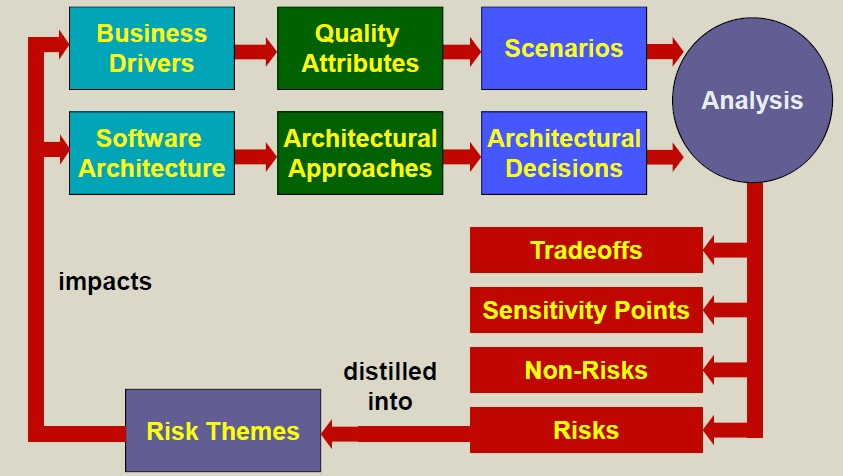 Business
Drivers
Quality
Attributes
Scenarios
Analysis
Software
Architecture
Architectural
Approaches
Architectural
Decisions
Tradeoffs
impacts
Sensitivity Points
Non-Risks
distilled
into
Risk Themes
Risks